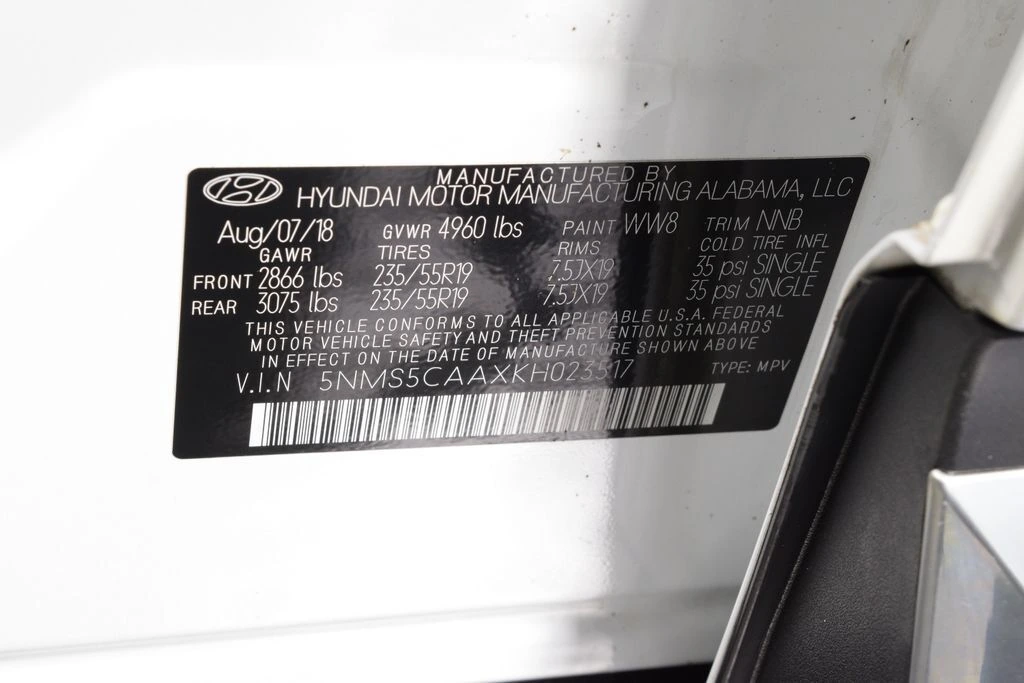 MANUFACTURED BY
HYUNDAI MOTOR MANUFACTURING ALABAMA, LLC
Aug/07/18 GVWR 4960 lbs PAINT WW8 TRIM NNB
GAWR TIRES RIMS COLD TIRE INFL
FRONT 2866 lbs 235/55R19 7.5JX19 35 psi SINGLE
REAR 3075 lbs 235/55R19 7.5JX19 35 psi SINGLE
THIS VEHICLE CONFORMS TO ALL APPLICABLE U.S.A. FEDERAL
MOTOR VEHICLE SAFETY AND THEFT PREVENTION STANDARDS
IN EFFECT ON THE DATE OF MANUFACTURE SHOWN ABOVE
V.I.N 5NMS5CAAXKH023517 TYPE: MPV